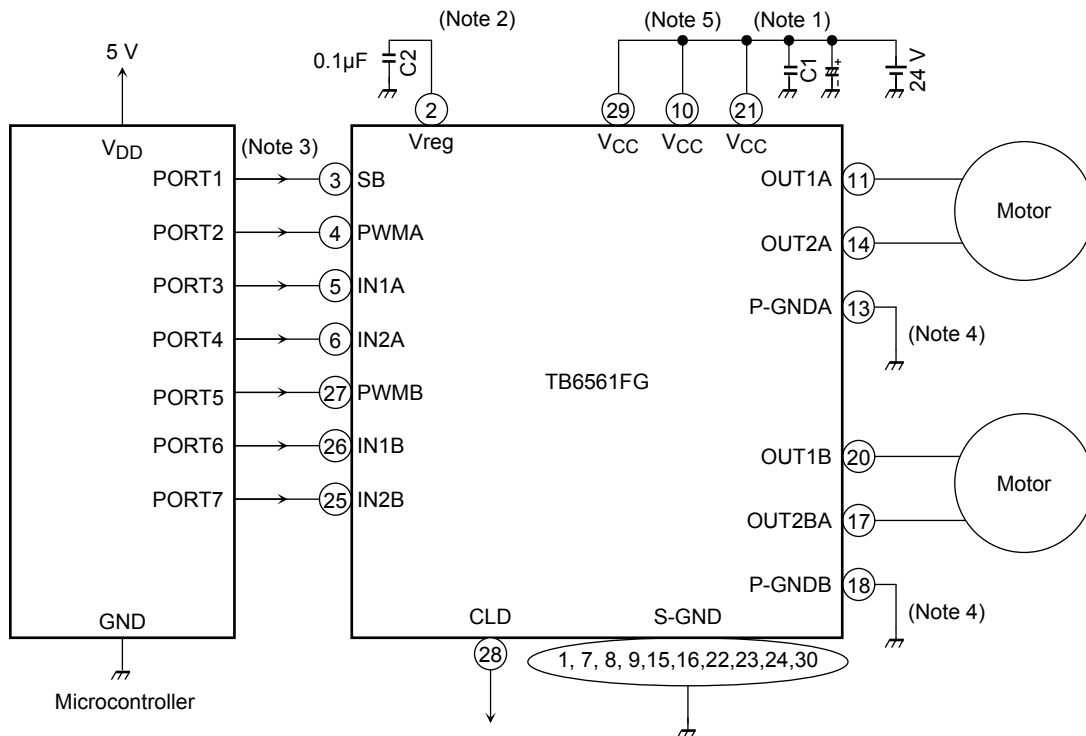 (Note 2)
(Note 5)
(Note 1)
5 V
0.1µF
C2
C1
24 V
2
29
10
21
VDD
(Note 3)
Vreg
VCC
VCC
VCC
PORT1
3
SB
OUT1A
11
Motor
PORT2
4
PWMA
OUT2A
14
PORT3
5
IN1A
P-GNDA
13
PORT4
6
IN2A
(Note 4)
TB6561FG
PORT5
27
PWMB
PORT6
26
IN1B
OUT1B
20
Motor
PORT7
25
IN2B
OUT2BA
17
P-GNDB
18
(Note 4)
GND
CLD
S-GND
28
1, 7, 8, 9,15,16,22,23,24,30
Microcontroller